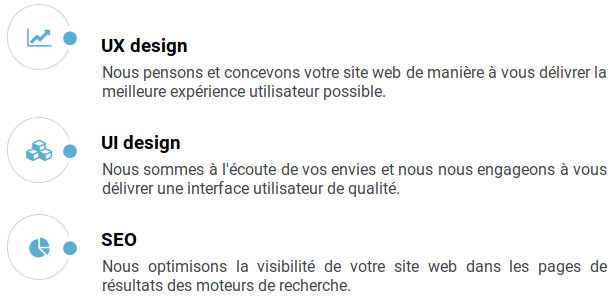 UX design
Nous pensons et concevons votre site web de manière à vous délivrer la
meilleure expérience utilisateur possible.
UI design
Nous sommes à l'écoute de vos envies et nous nous engageons à vous
délivrer une interface utilisateur de qualité.
SEO
Nous optimisons la visibilité de votre site web dans les pages de
résultats des moteurs de recherche.